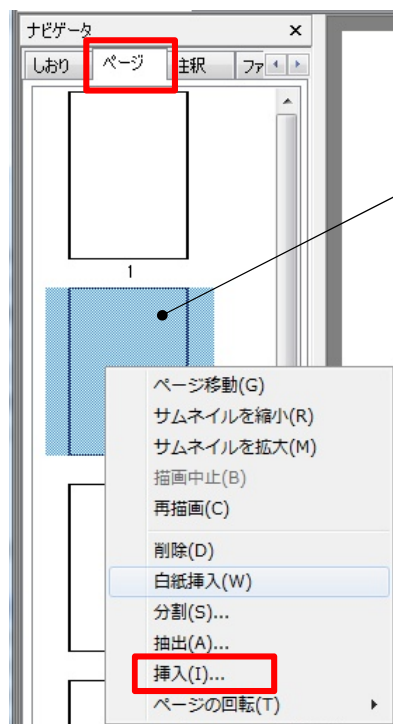 ナビゲータ
しおり ページ 注釈 ファ
1
ページ移動(G)
サムネイルを縮小(R)
サムネイルを拡大(M)
描画中止(B)
再描画(C)
削除(D)
白紙挿入(W)
分割(S)...
抽出(A)...
挿入(I)...
ページの回転(T)